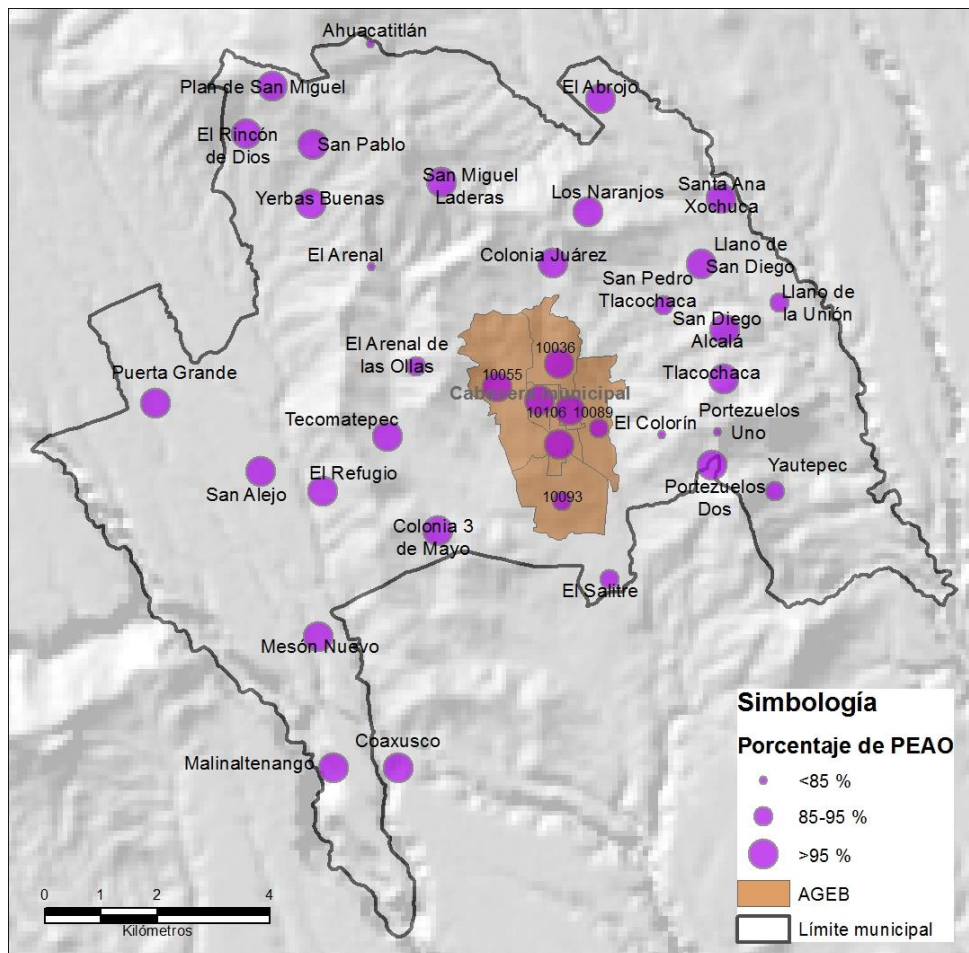 Ahuacatitlán
Plan de San Miguel
El Abrojo
El Rincón
de Dios
San Pablo
San Miguel
Laderas
Yerbas Buenas
Los Naranjos
Santa Ana
Xochuca
El Arenal
Colonia Juárez
Llano de
San Diego
San Pedro
Tlacochaca
Llano de
la Unión
San Diego
Alcalá
El Arenal de
las Ollas
10036
Puerta Grande
10055
Tlacochaca
Cabecera municipal
10106
10089
Tecomatepec
El Colorín
Portezuelos
Uno
San Alejo
El Refugio
Yautepec
Portezuelos
Dos
10093
Colonia 3
de Mayo
El Salitre
Mesón Nuevo
Coaxusco
Malinaltenango
Simbología
Porcentaje de PEAO
<85 %
85-95 %
>95 %
AGEB
Límite municipal
0 1 2 4
Kilómetros